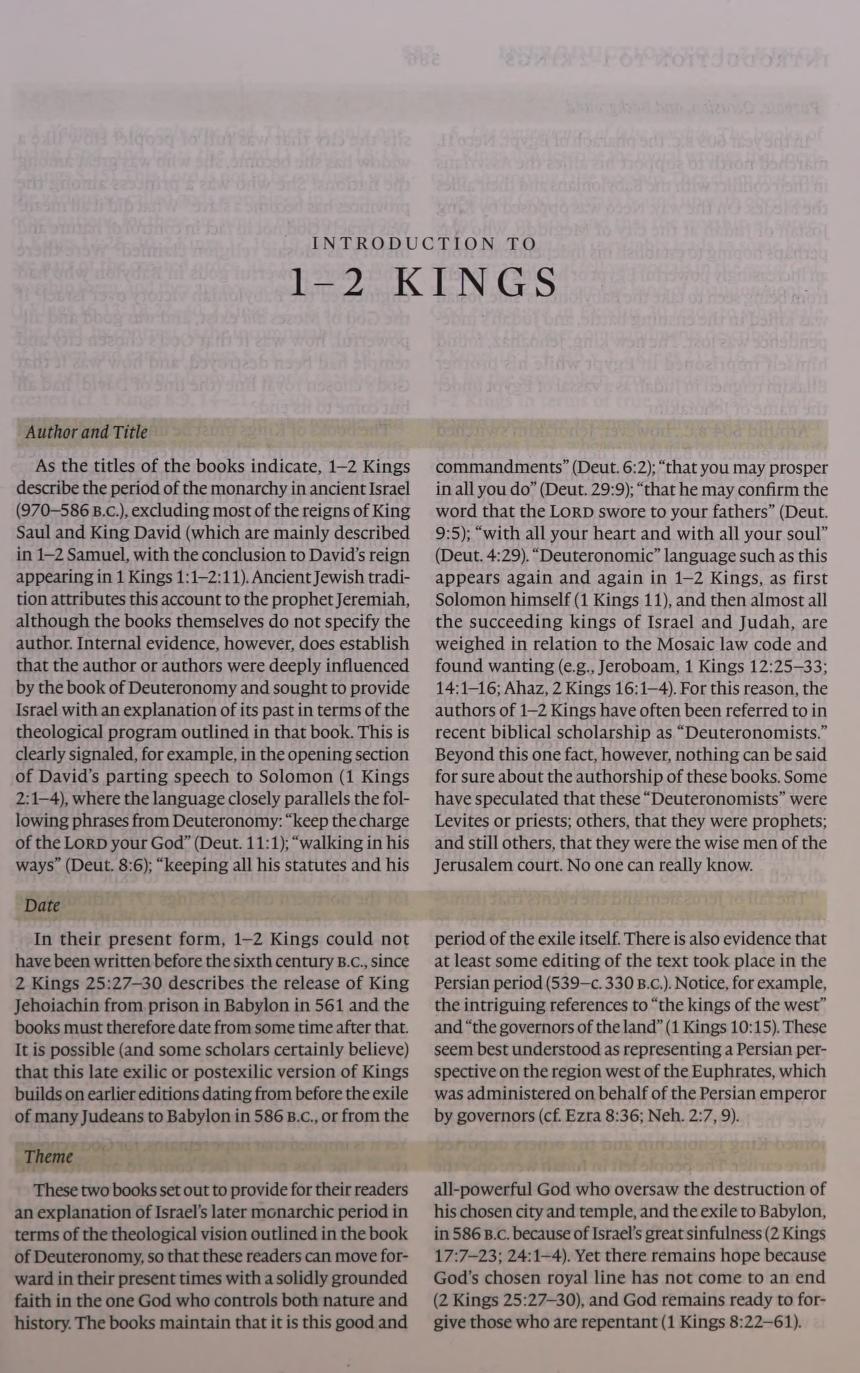 INTRODUCTION TO
1–2 KINGS
Author and Title
As the titles of the books indicate, 1–2 Kings
describe the period of the monarchy in ancient Israel
(970–586 B.C.), excluding most of the reigns of King
Saul and King David (which are mainly described
in 1–2 Samuel, with the conclusion to David’s reign
appearing in 1 Kings 1:1–2:11). Ancient Jewish tradi-
tion attributes this account to the prophet Jeremiah,
although the books themselves do not specify the
author. Internal evidence, however, does establish
that the author or authors were deeply influenced
by the book of Deuteronomy and sought to provide
Israel with an explanation of its past in terms of the
theological program outlined in that book. This is
clearly signaled, for example, in the opening section
of David’s parting speech to Solomon (1 Kings
2:1–4), where the language closely parallels the fol-
lowing phrases from Deuteronomy: “keep the charge
of the LORD your God” (Deut. 11:1); “walking in his
ways” (Deut. 8:6); “keeping all his statutes and his
commandments” (Deut. 6:2); “that you may prosper
in all you do” (Deut. 29:9); “that he may confirm the
word that the LORD swore to your fathers” (Deut.
9:5); “with all your heart and with all your soul”
(Deut. 4:29). “Deuteronomic” language such as this
appears again and again in 1–2 Kings, as first
Solomon himself (1 Kings 11), and then almost all
the succeeding kings of Israel and Judah, are
weighed in relation to the Mosaic law code and
found wanting (e.g., Jeroboam, 1 Kings 12:25–33;
14:1–16; Ahaz, 2 Kings 16:1–4). For this reason, the
authors of 1–2 Kings have often been referred to in
recent biblical scholarship as “Deuteronomists.”
Beyond this one fact, however, nothing can be said
for sure about the authorship of these books. Some
have speculated that these “Deuteronomists” were
Levites or priests; others, that they were prophets;
and still others, that they were the wise men of the
Jerusalem court. No one can really know.
Date
In their present form, 1–2 Kings could not
have been written before the sixth century B.C., since
2 Kings 25:27–30 describes the release of King
Jehoiachin from prison in Babylon in 561 and the
books must therefore date from some time after that.
It is possible (and some scholars certainly believe)
that this late exilic or postexilic version of Kings
builds on earlier editions dating from before the exile
of many Judeans to Babylon in 586 B.C., or from the
period of the exile itself. There is also evidence that
at least some editing of the text took place in the
Persian period (539–c. 330 B.C.). Notice, for example,
the intriguing references to “the kings of the west”
and “the governors of the land” (1 Kings 10:15). These
seem best understood as representing a Persian per-
spective on the region west of the Euphrates, which
was administered on behalf of the Persian emperor
by governors (cf. Ezra 8:36; Neh. 2:7, 9).
Theme
These two books set out to provide for their readers
an explanation of Israel’s later monarchic period in
terms of the theological vision outlined in the book
of Deuteronomy, so that these readers can move for-
ward in their present times with a solidly grounded
faith in the one God who controls both nature and
history. The books maintain that it is this good and
all-powerful God who oversaw the destruction of
his chosen city and temple, and the exile to Babylon,
in 586 B.C. because of Israel’s great sinfulness (2 Kings
17:7–23; 24:1–4). Yet there remains hope because
God’s chosen royal line has not come to an end
(2 Kings 25:27–30), and God remains ready to for-
give those who are repentant (1 Kings 8:22–61).